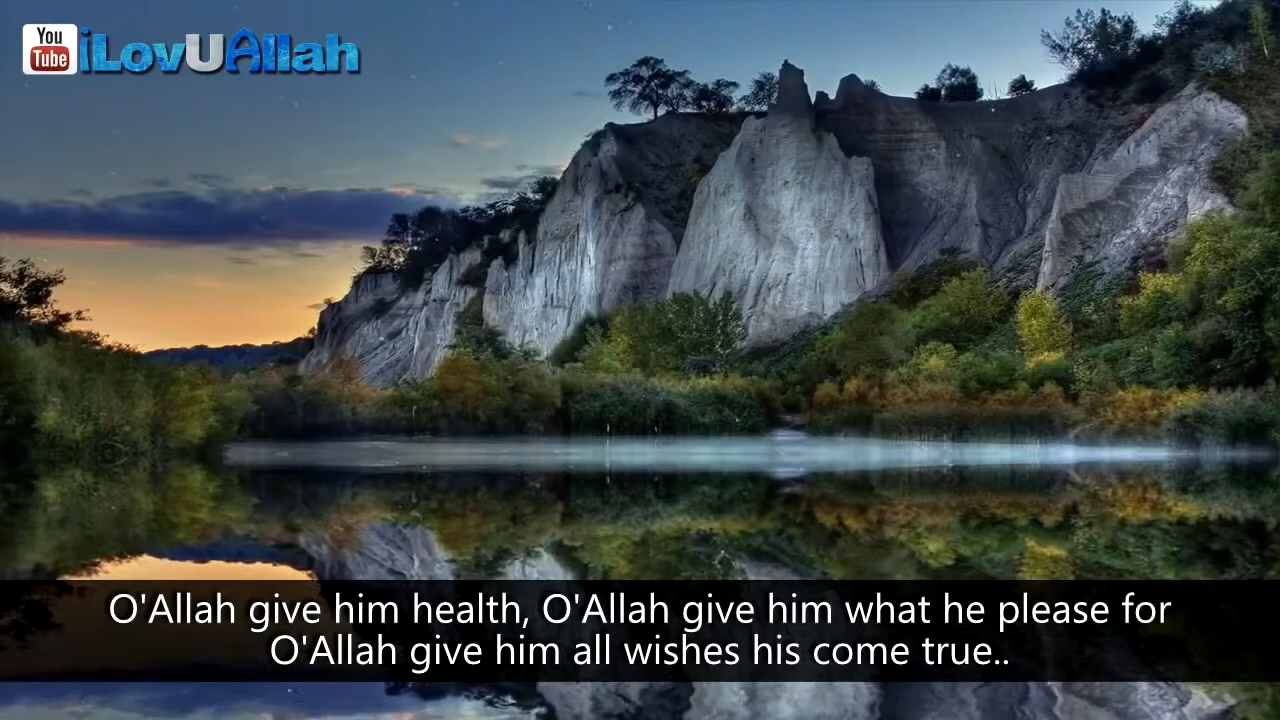 You
Tube
iLovUAllah
O'Allah give him health, O'Allah give him what he please for
O'Allah give him all wishes his come true..